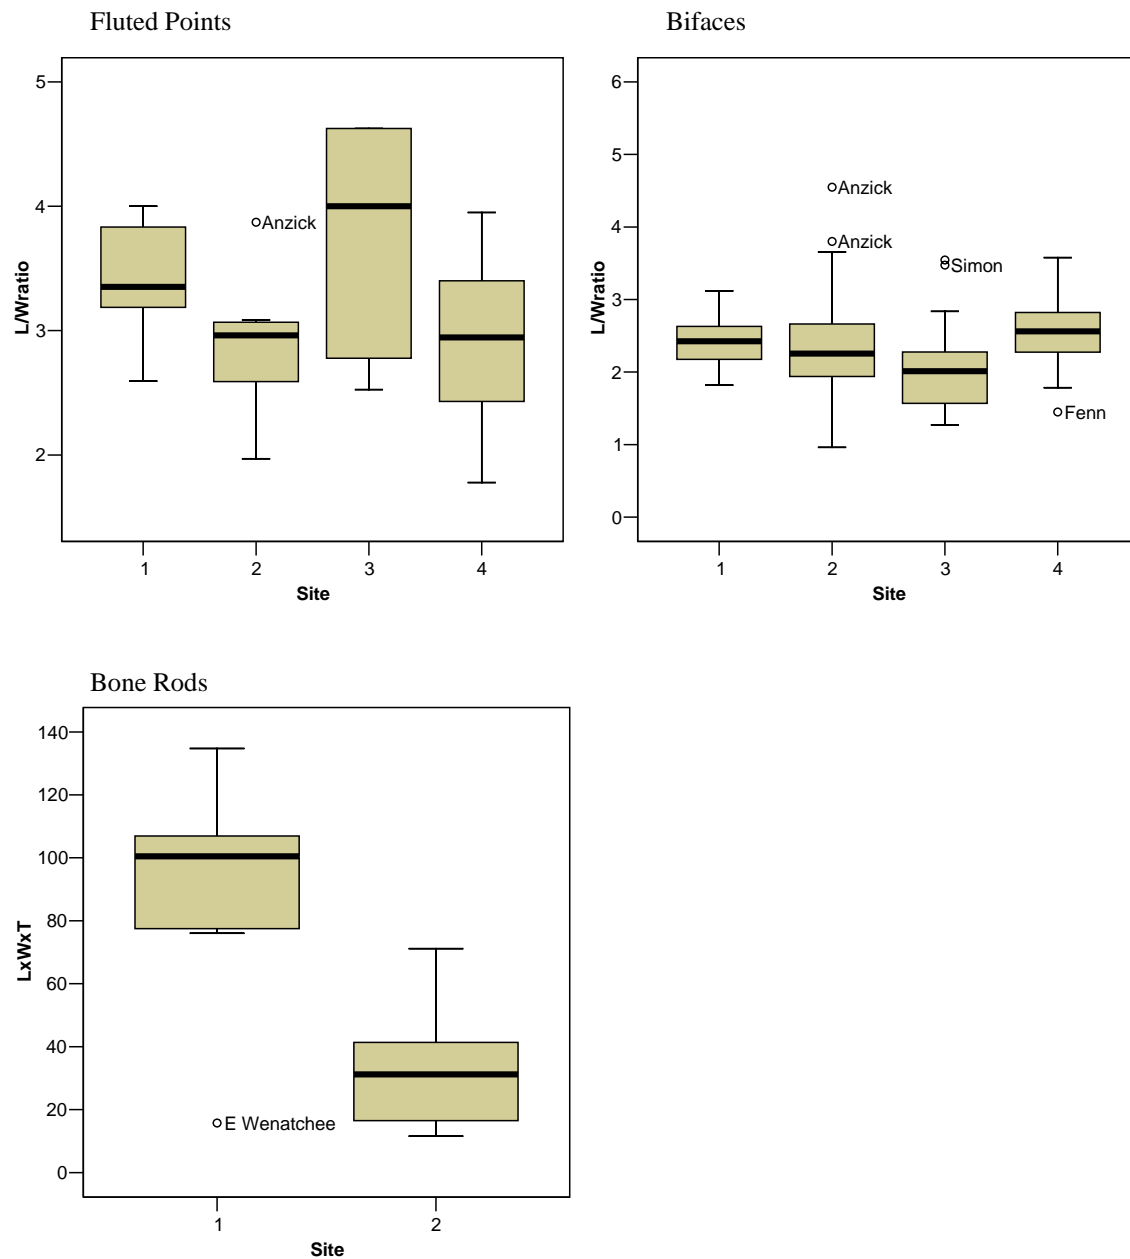 Fluted Points
5
4
3
2
L/Wratio
Anzick
1 2 3 4
Site
Bifaces
6
5
4
3
2
1
0
L/Wratio
Anzick
Anzick
Simon
Fenn
1 2 3 4
Site
Bone Rods
140
120
100
80
60
40
20
0
LxWxT
E Wenatchee
1 2
Site